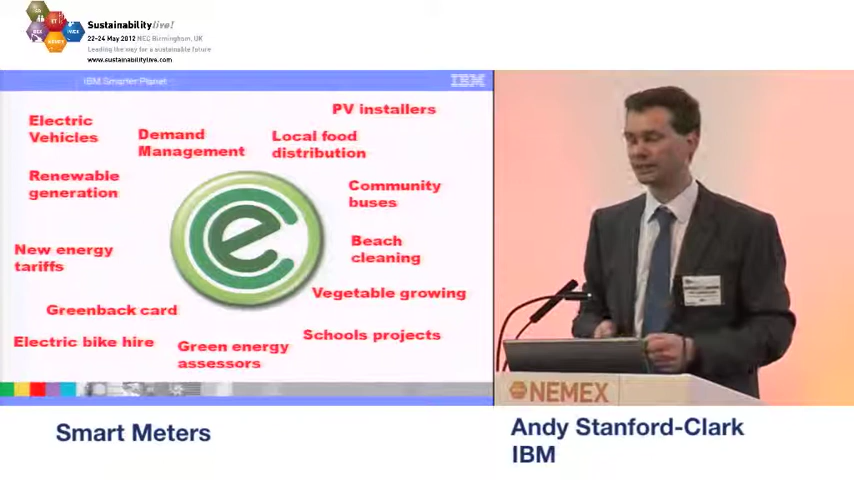 Sustainabilitylive!
22-24 May 2012 NEC Birmingham, UK
Leading the way for a sustainable future
www.sustainabilitylive.com
IBM Smarter Planet
IBM
PV installers
Electric
Vehicles
Demand
Management
Local food
distribution
Renewable
generation
Community
buses
e
New energy
tariffs
Beach
cleaning
Vegetable growing
Greenback card
Electric bike hire
Green energy
assessors
Schools projects
NEMEX
Smart Meters
Andy Stanford-Clark
IBM